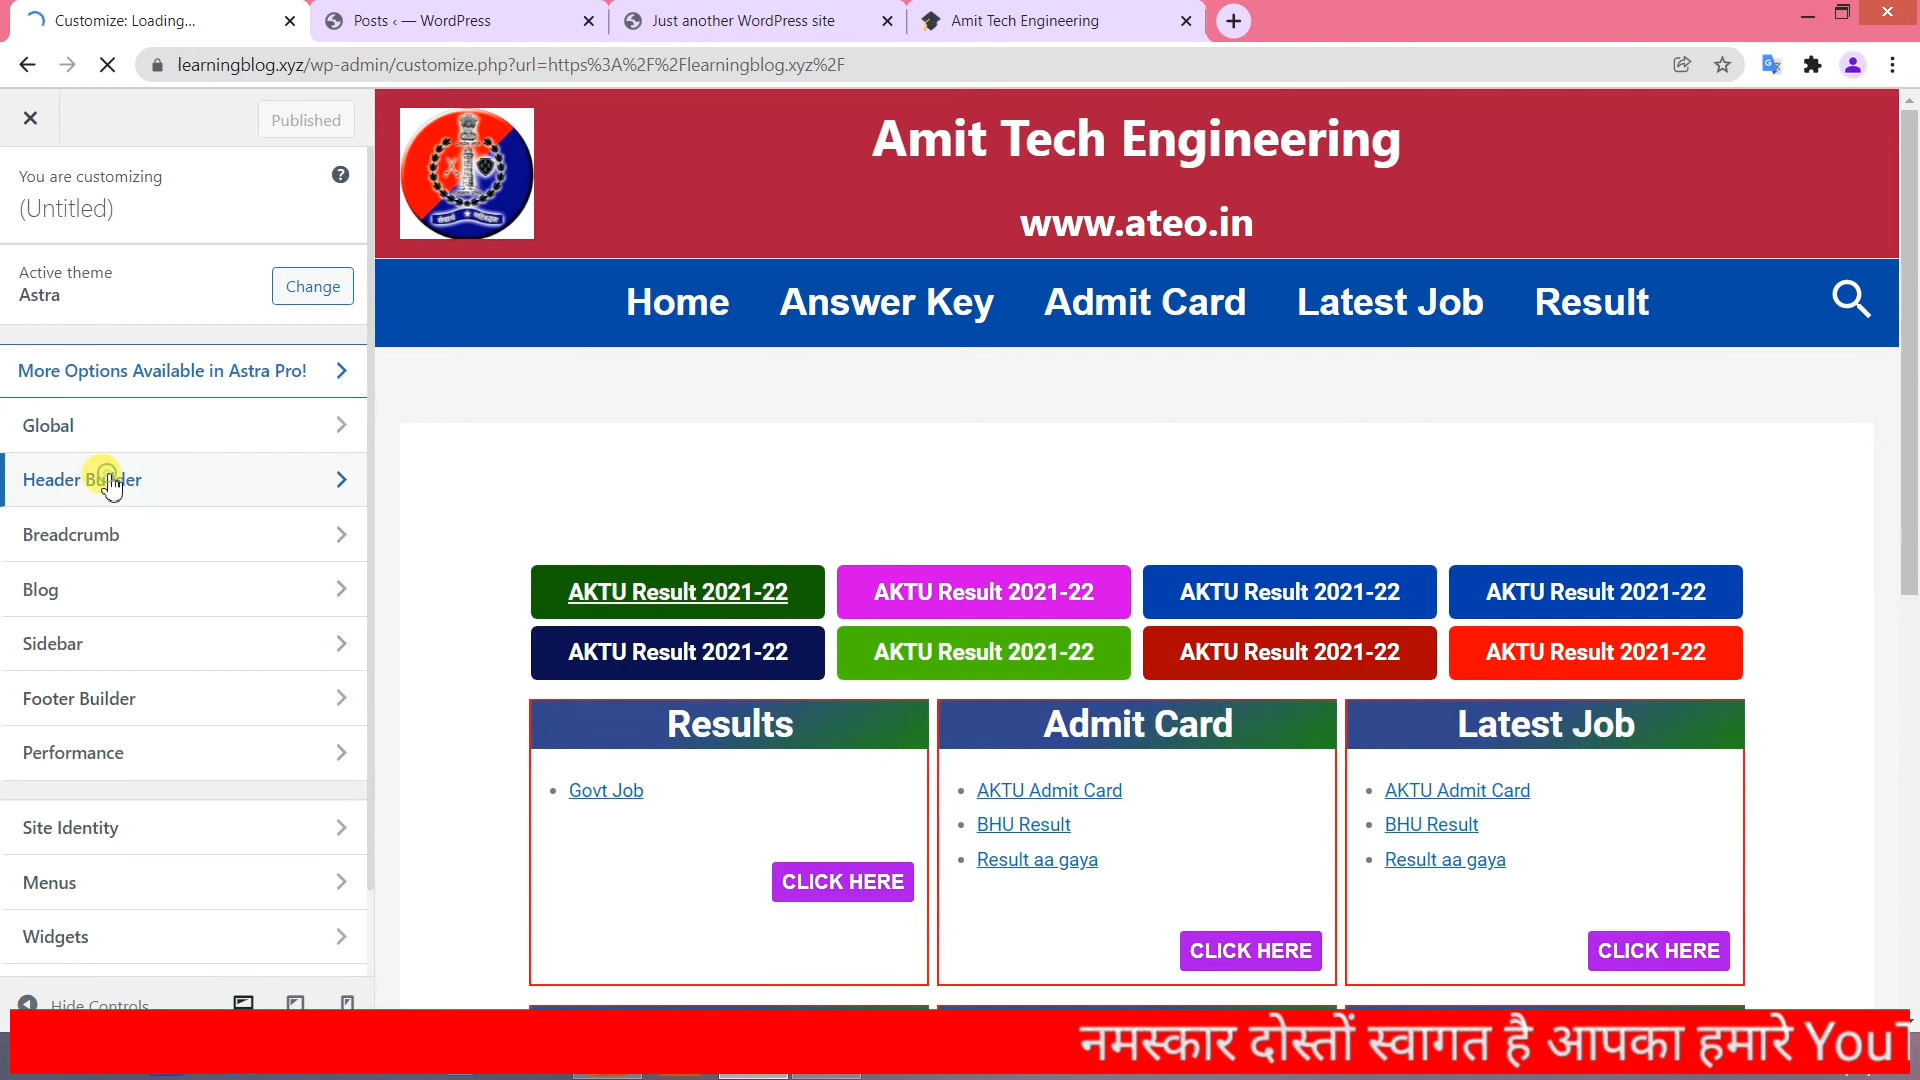 Customize: Loading...
Posts ‹ — WordPress
Just another WordPress site
Amit Tech Engineering
learningblog.xyz/wp-admin/customize.php?url=https%3A%2F%2Flearningblog.xyz%2F
Published
You are customizing
(Untitled)
Active theme
Astra
Change
More Options Available in Astra Pro!
Global
Header Builder
Breadcrumb
Blog
Sidebar
Footer Builder
Performance
Site Identity
Menus
Widgets
Hide Controls
Amit Tech Engineering
www.ateo.in
Home Answer Key Admit Card Latest Job Result
AKTU Result 2021-22 AKTU Result 2021-22 AKTU Result 2021-22 AKTU Result 2021-22
AKTU Result 2021-22 AKTU Result 2021-22 AKTU Result 2021-22 AKTU Result 2021-22
Results
Govt Job
CLICK HERE
Admit Card
AKTU Admit Card
BHU Result
Result aa gaya
CLICK HERE
Latest Job
AKTU Admit Card
BHU Result
Result aa gaya
CLICK HERE
नमस्कार दोस्तों स्वागत है आपका हमारे You